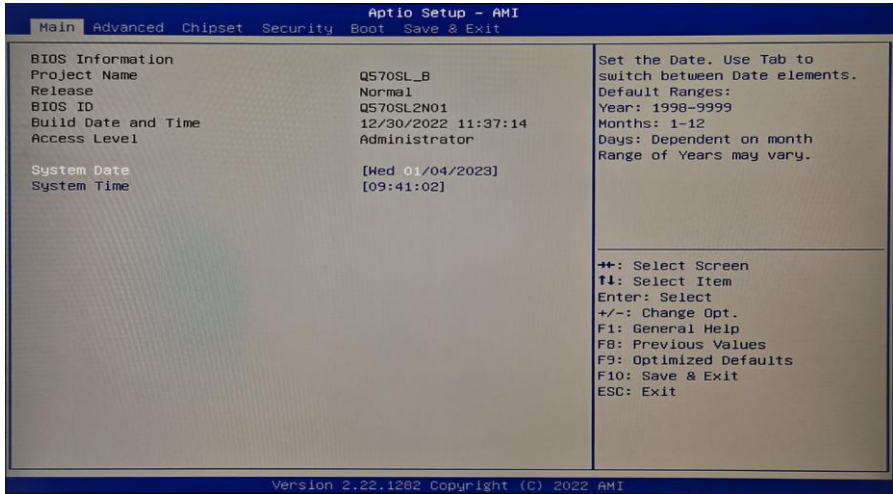 Aptio Setup – AMI
Main Advanced Chipset Security Boot Save & Exit
BIOS Information
Project Name Q570SL_B
Release Normal
BIOS ID Q570SL2N01
Build Date and Time 12/30/2022 11:37:14
Access Level Administrator
System Date [Wed 01/04/2023]
System Time [09:41:02]
Set the Date. Use Tab to
switch between Date elements.
Default Ranges:
Year: 1998-9999
Months: 1-12
Days: Dependent on month
Range of Years may vary.
→←: Select Screen
↑↓: Select Item
Enter: Select
+/-: Change Opt.
F1: General Help
F8: Previous Values
F9: Optimized Defaults
F10: Save & Exit
ESC: Exit
Version 2.22.1282 Copyright (C) 2022 AMI